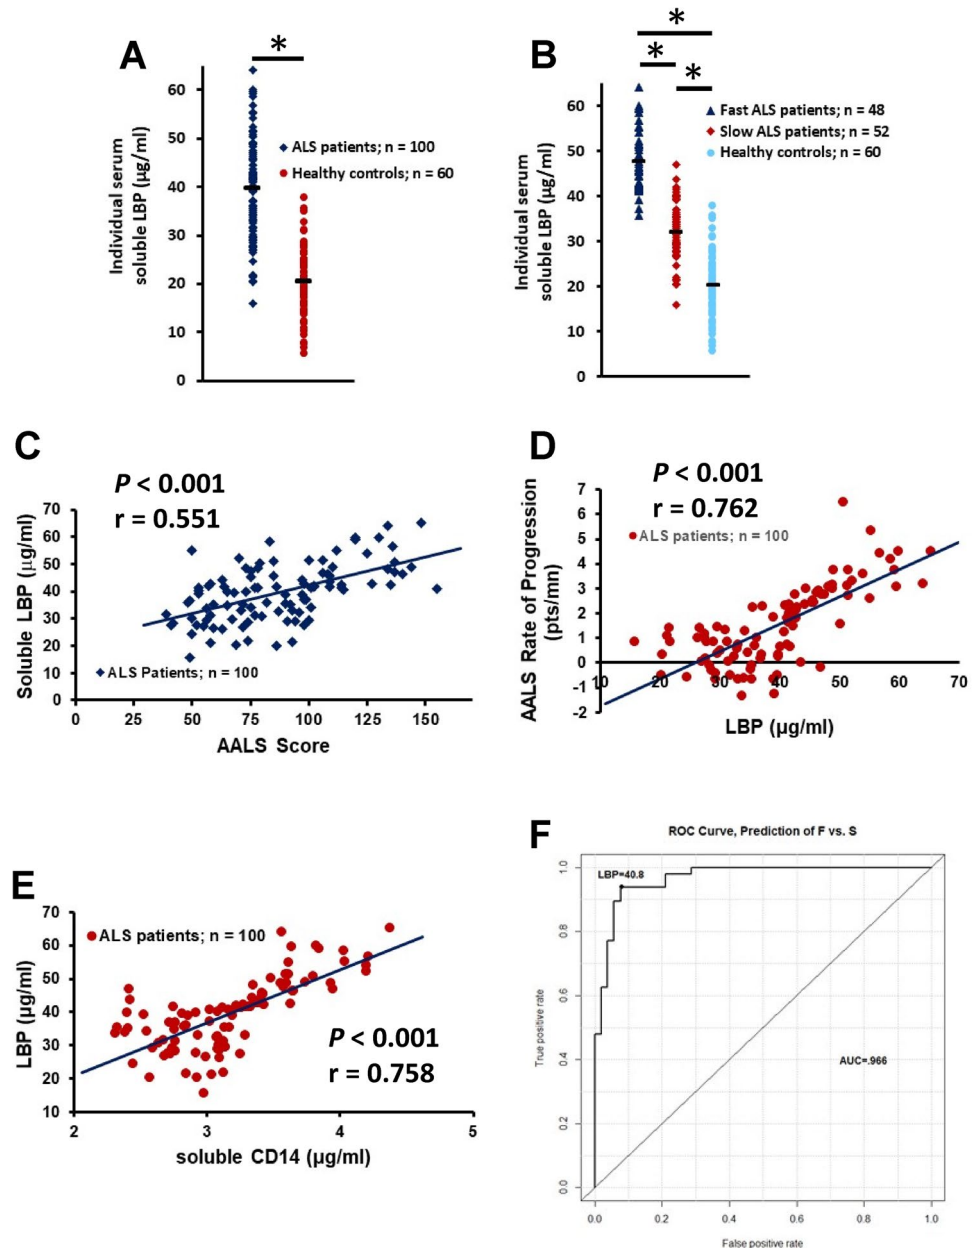 A
*
Individual serum
soluble LBP (µg/ml)
60
50
40
30
20
10
0
ALS patients; n = 100
Healthy controls; n = 60
B
*
*
*
Individual serum
soluble LBP (µg/ml)
60
50
40
30
20
10
0
Fast ALS patients; n = 48
Slow ALS patients; n = 52
Healthy controls; n = 60
C
P < 0.001
r = 0.551
Soluble LBP (µg/ml)
70
60
50
40
30
20
10
0
ALS Patients; n = 100
0 25 50 75 100 125 150
AALS Score
D
P < 0.001
r = 0.762
AALS Rate of Progression
(pts/mn)
7
6
5
4
3
2
1
0
-1
-2
ALS patients; n = 100
10 20 30 40 50 60 70
LBP (µg/ml)
E
LBP (µg/ml)
70
60
50
40
30
20
10
ALS patients; n = 100
P < 0.001
r = 0.758
2 3 4 5
soluble CD14 (µg/ml)
F
ROC Curve, Prediction of F vs. S
LBP=40.8
AUC=.966
True positive rate
1.0
0.8
0.6
0.4
0.2
0.0
0.0 0.2 0.4 0.6 0.8 1.0
False positive rate